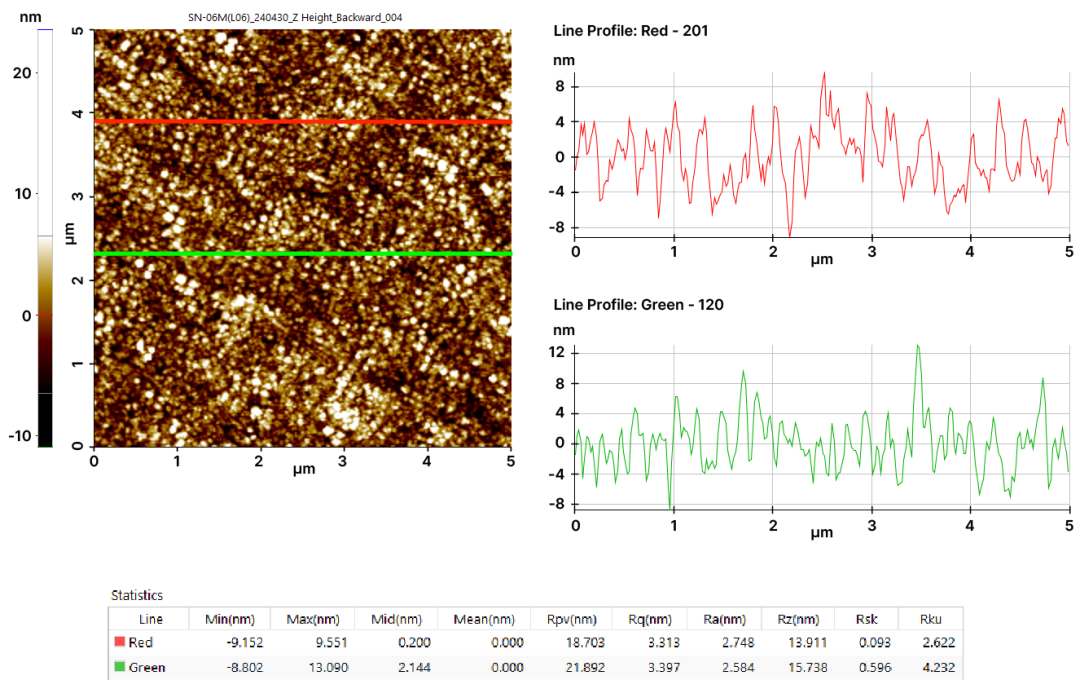 nm
20
10
0
-10
SN-06M(L06)_240430_Z Height_Backward_004
5
4
3
2
1
0
µm
0 1 2 3 4 5
µm
Line Profile: Red - 201
nm
8
4
0
-4
-8
0 1 2 3 4 5
µm
Line Profile: Green - 120
nm
12
8
4
0
-4
-8
0 1 2 3 4 5
µm
Statistics
Line Min(nm) Max(nm) Mid(nm) Mean(nm) Rpv(nm) Rq(nm) Ra(nm) Rz(nm) Rsk Rku
Red -9.152 9.551 0.200 0.000 18.703 3.313 2.748 13.911 0.093 2.622
Green -8.802 13.090 2.144 0.000 21.892 3.397 2.584 15.738 0.596 4.232